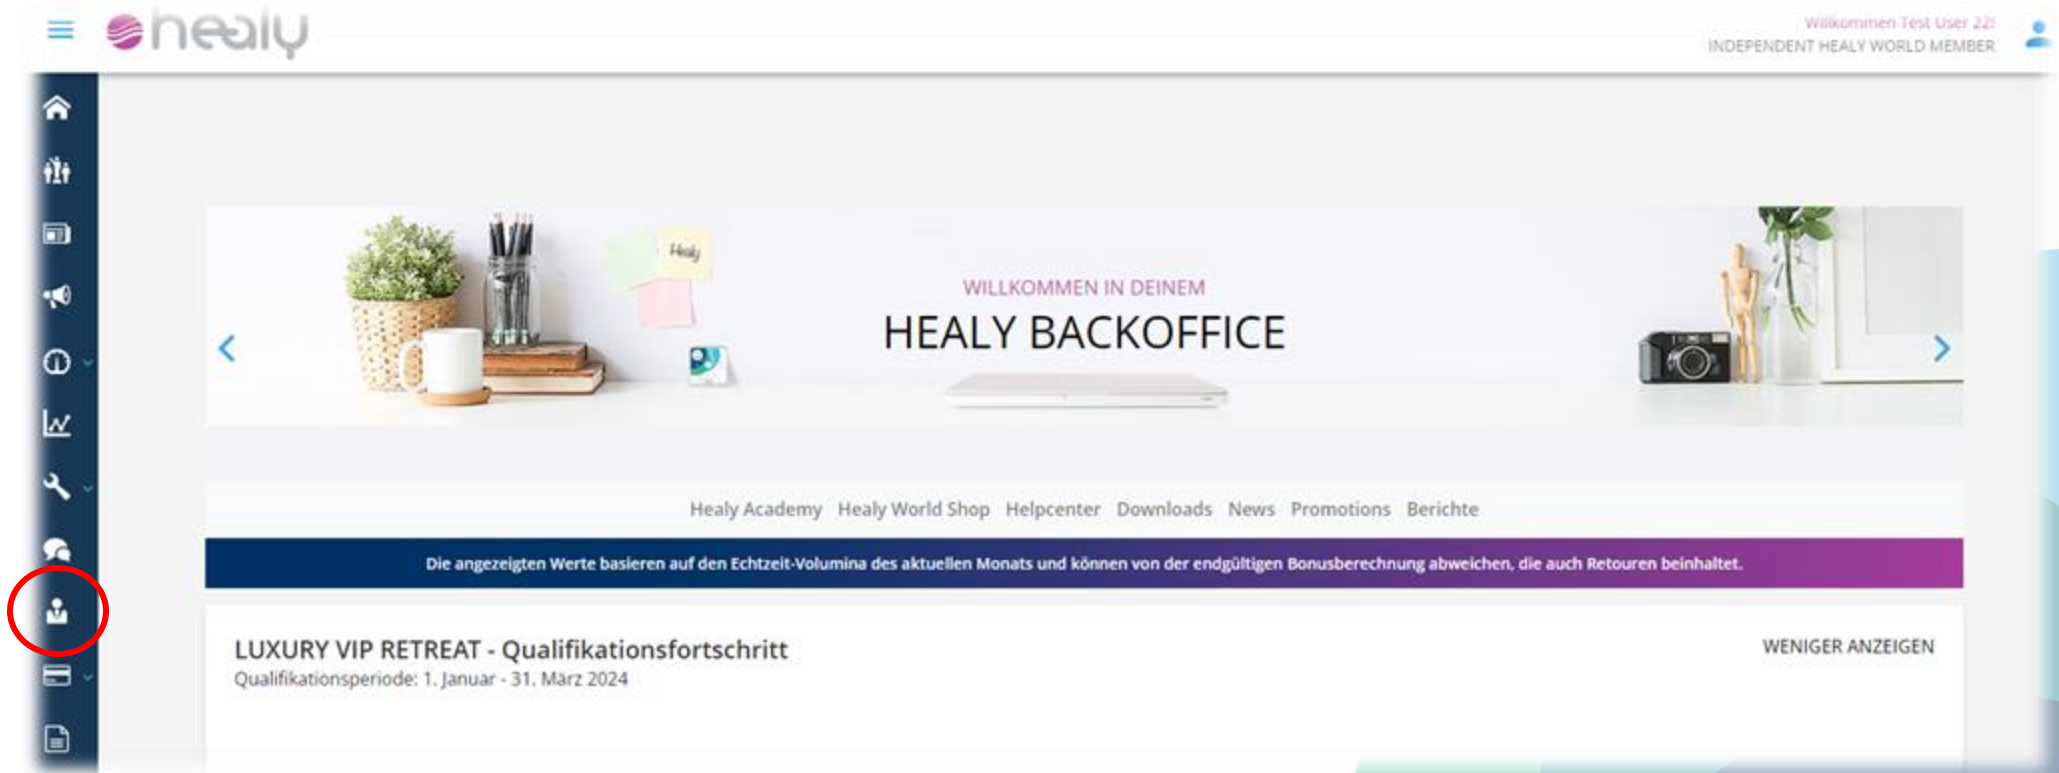 healy
Willkommen Test User 22!
INDEPENDENT HEALY WORLD MEMBER
Healy
WILLKOMMEN IN DEINEM
HEALY BACKOFFICE
Healy Academy Healy World Shop Helpcenter Downloads News Promotions Berichte
Die angezeigten Werte basieren auf den Echtzeit-Volumina des aktuellen Monats und können von der endgültigen Bonusberechnung abweichen, die auch Retouren beinhaltet.
LUXURY VIP RETREAT - Qualifikationsfortschritt
WENIGER ANZEIGEN
Qualifikationsperiode: 1. Januar - 31. März 2024